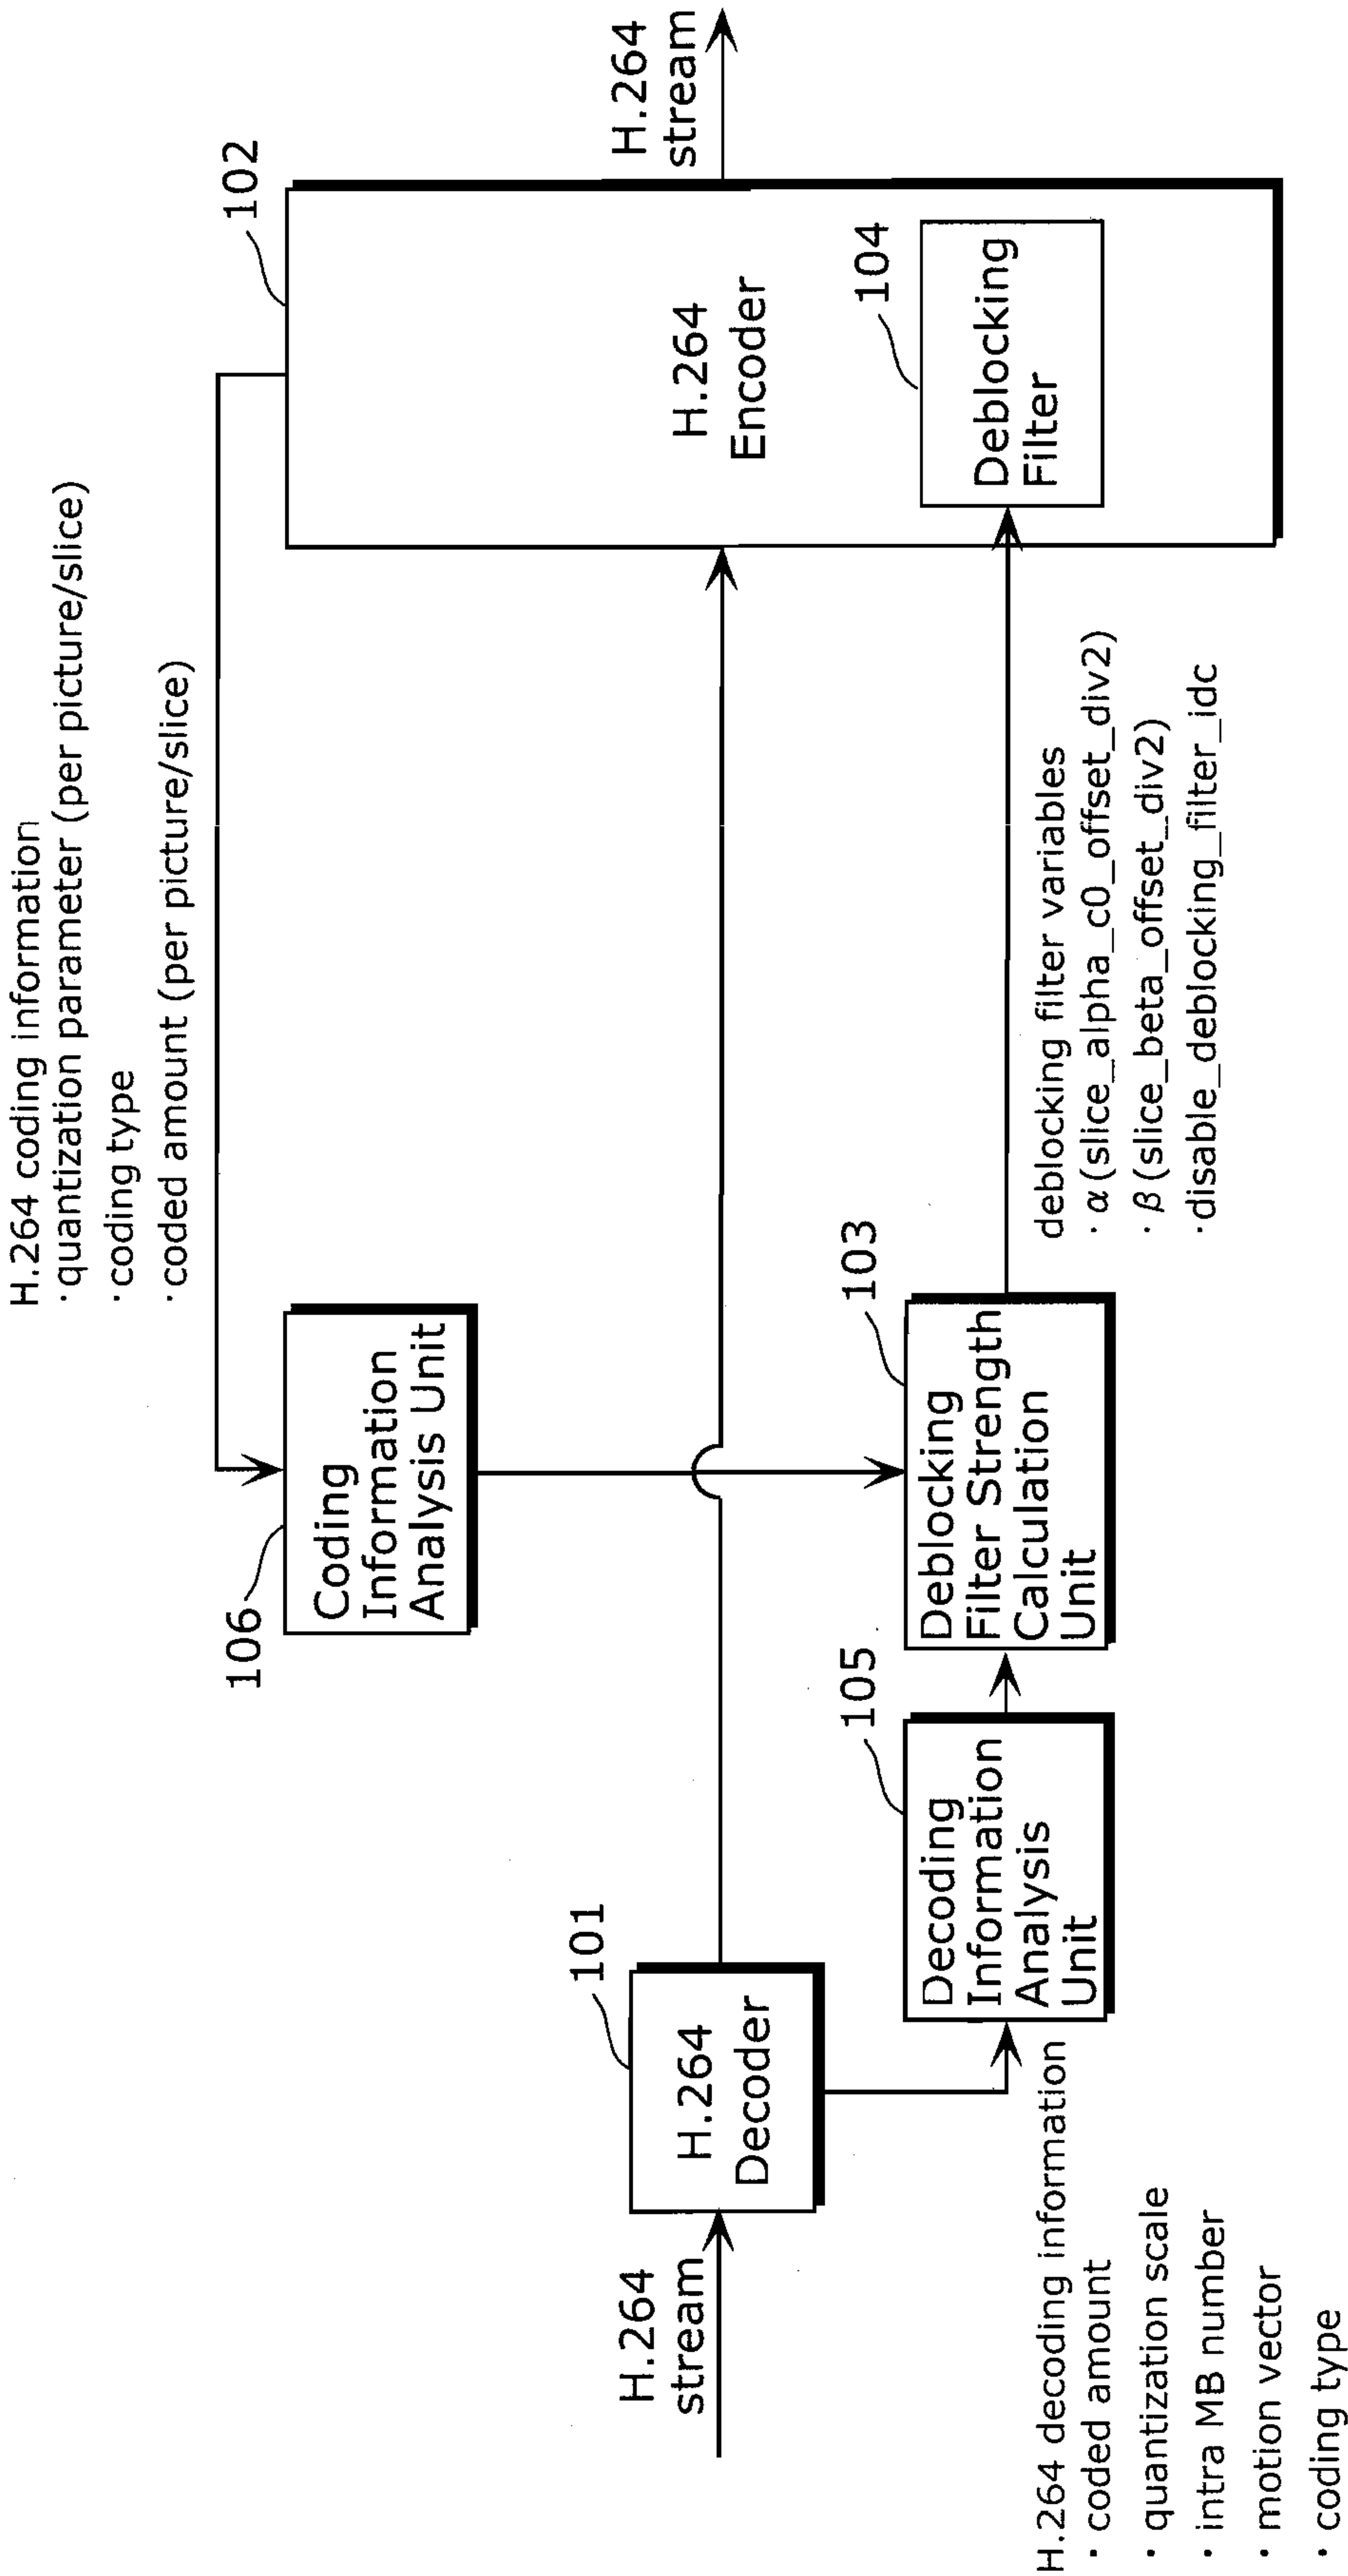 H.264 coding information
·quantization parameter (per picture/slice)
·coding type
·coded amount (per picture/slice)
106
Coding
Information
Analysis Unit
102
H.264
Encoder
104
Deblocking
Filter
H.264
stream
H.264
stream
101
H.264
Decoder
105
Decoding
Information
Analysis
Unit
103
Deblocking
Filter Strength
Calculation
Unit
deblocking filter variables
·α(slice_alpha_c0_offset_div2)
·β(slice_beta_offset_div2)
·disable_deblocking_filter_idc
H.264 decoding information
· coded amount
· quantization scale
· intra MB number
· motion vector
· coding type